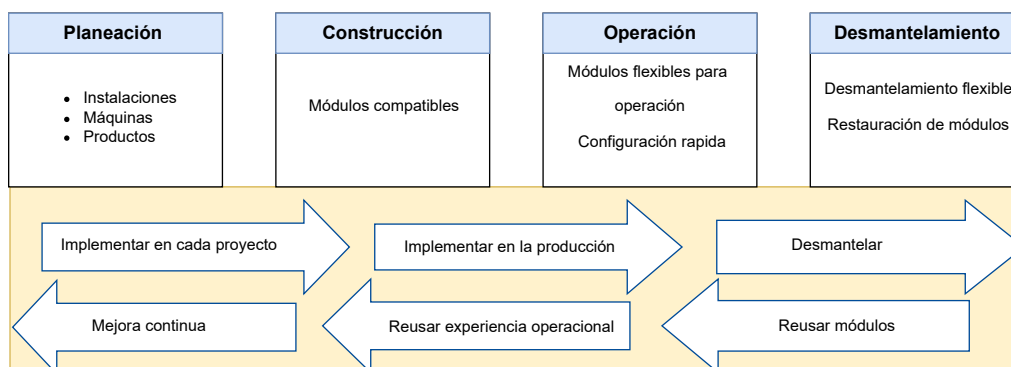 Planeación
Construcción
Operación
Desmantelamiento
Instalaciones
Máquinas
Productos
Módulos compatibles
Módulos flexibles para
operación
Configuración rapida
Desmantelamiento flexible
Restauración de módulos
Implementar en cada proyecto
Implementar en la producción
Desmantelar
Mejora continua
Reusar experiencia operacional
Reusar módulos